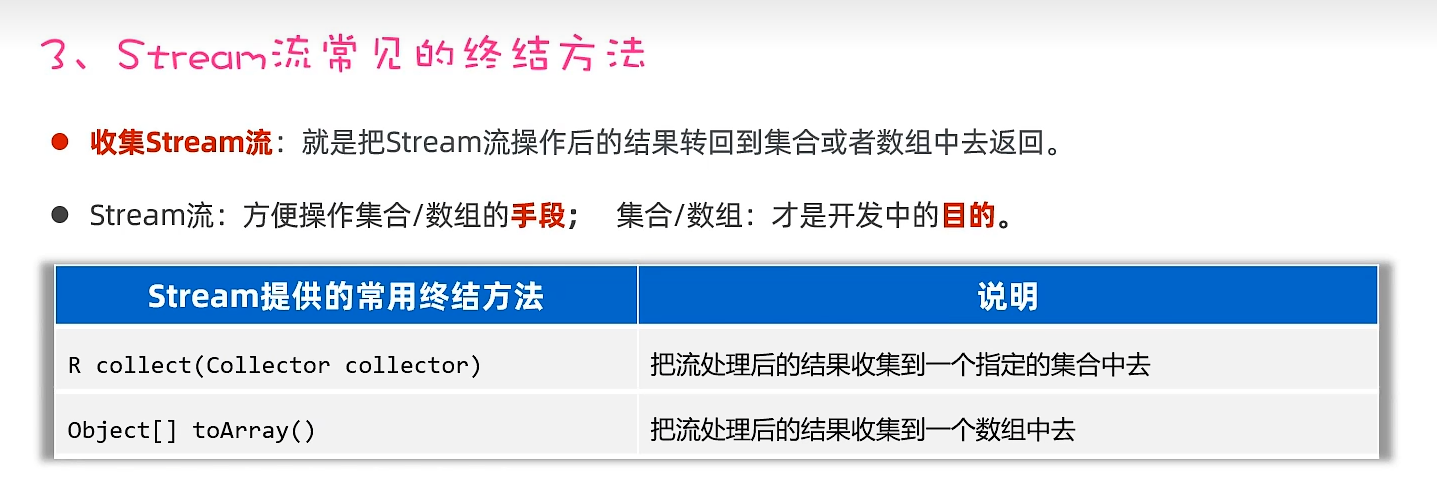 3、Stream流常见的终结方法
收集Stream流：就是把Stream流操作后的结果转回到集合或者数组中去返回。
Stream流：方便操作集合/数组的手段； 集合/数组：才是开发中的目的。
Stream提供的常用终结方法 说明
R collect(Collector collector) 把流处理后的结果收集到一个指定的集合中去
Object[] toArray() 把流处理后的结果收集到一个数组中去